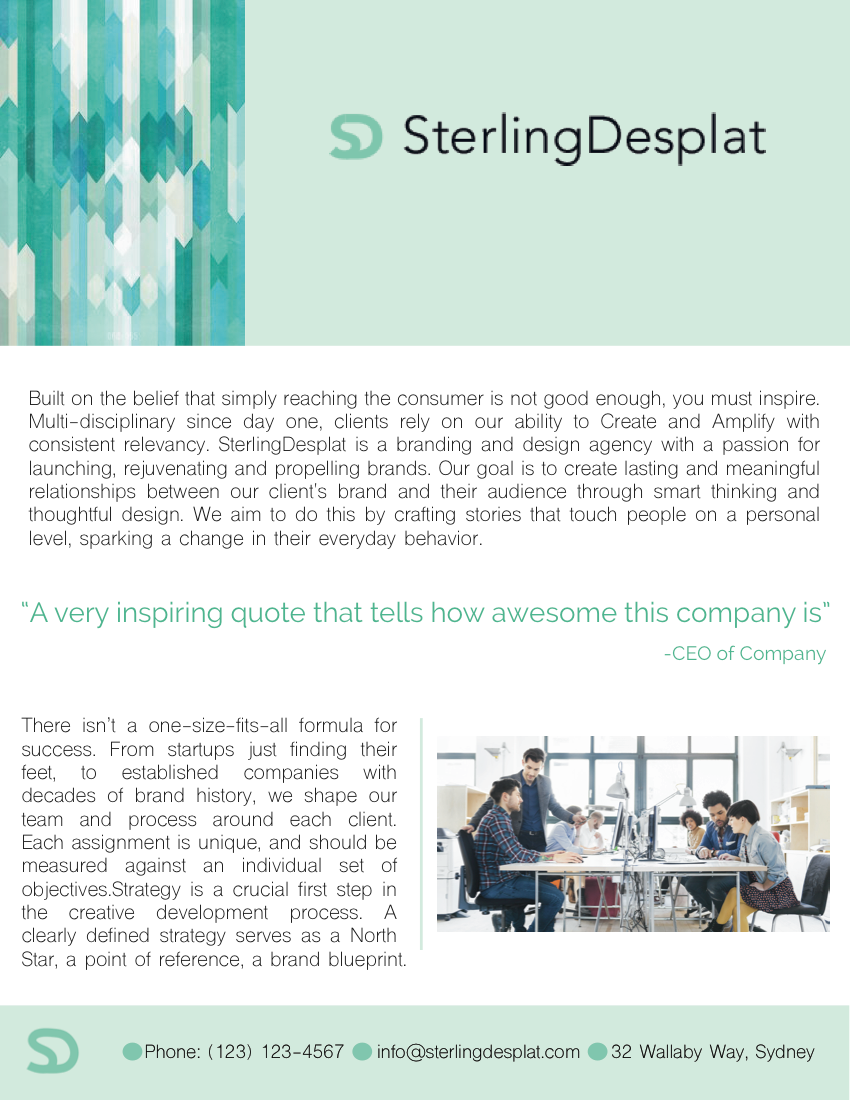 SD SterlingDesplat
Built on the belief that simply reaching the consumer is not good enough, you must inspire.
Multi-disciplinary since day one, clients rely on our ability to Create and Amplify with
consistent relevancy. SterlingDesplat is a branding and design agency with a passion for
launching, rejuvenating and propelling brands. Our goal is to create lasting and meaningful
relationships between our client's brand and their audience through smart thinking and
thoughtful design. We aim to do this by crafting stories that touch people on a personal
level, sparking a change in their everyday behavior.
“A very inspiring quote that tells how awesome this company is”
-CEO of Company
There isn't a one-size-fits-all formula for
success. From startups just finding their
feet, to established companies with
decades of brand history, we shape our
team and process around each client.
Each assignment is unique, and should be
measured against an individual set of
objectives.Strategy is a crucial first step in
the creative development process. A
clearly defined strategy serves as a North
Star, a point of reference, a brand blueprint.
SD Phone: (123) 123-4567 info@sterlingdesplat.com 32 Wallaby Way, Sydney